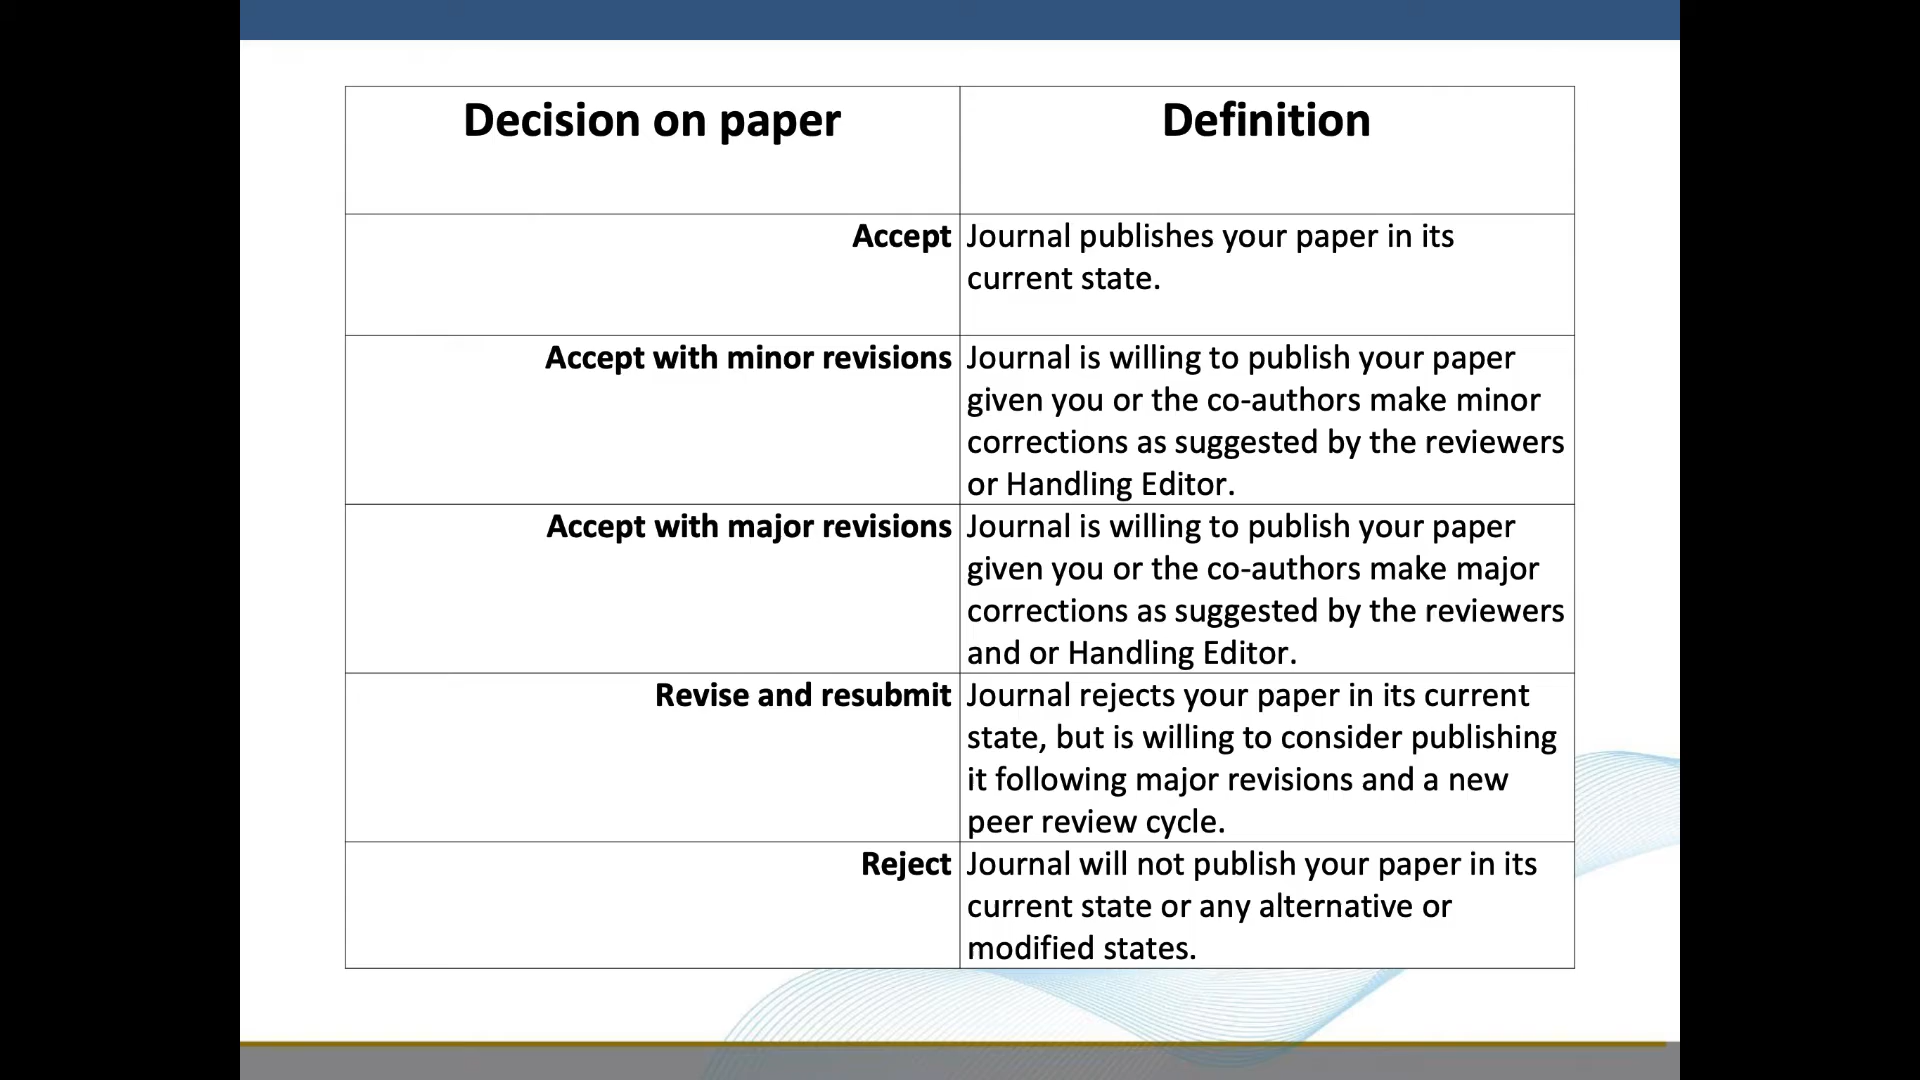 Decision on paper
Definition
Accept
Journal publishes your paper in its
current state.
Accept with minor revisions
Journal is willing to publish your paper
given you or the co-authors make minor
corrections as suggested by the reviewers
or Handling Editor.
Accept with major revisions
Journal is willing to publish your paper
given you or the co-authors make major
corrections as suggested by the reviewers
and or Handling Editor.
Revise and resubmit
Journal rejects your paper in its current
state, but is willing to consider publishing
it following major revisions and a new
peer review cycle.
Reject
Journal will not publish your paper in its
current state or any alternative or
modified states.